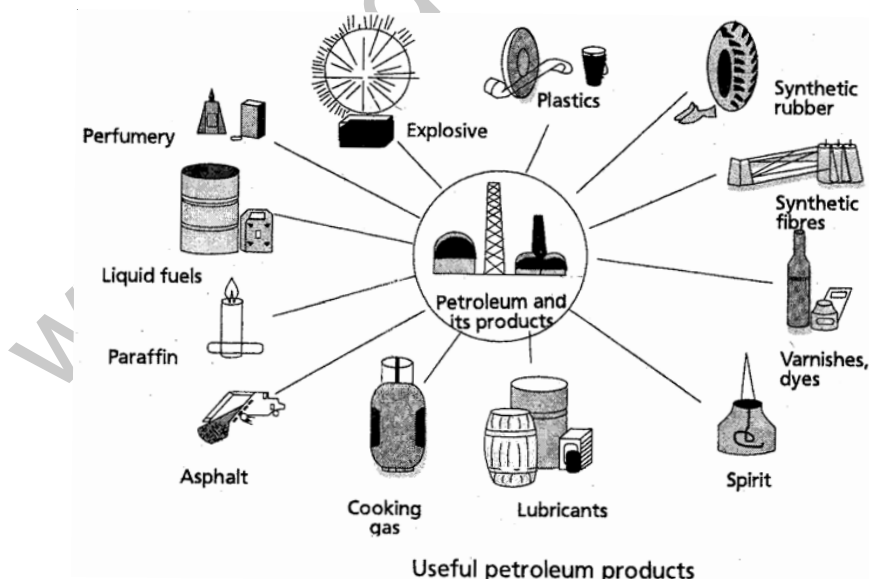 Perfumery
Explosive
Plastics
Synthetic
rubber
Synthetic
fibres
Liquid fuels
Petroleum and
its products
Paraffin
Varnishes,
dyes
Asphalt
Cooking
gas
Lubricants
Spirit
Useful petroleum products